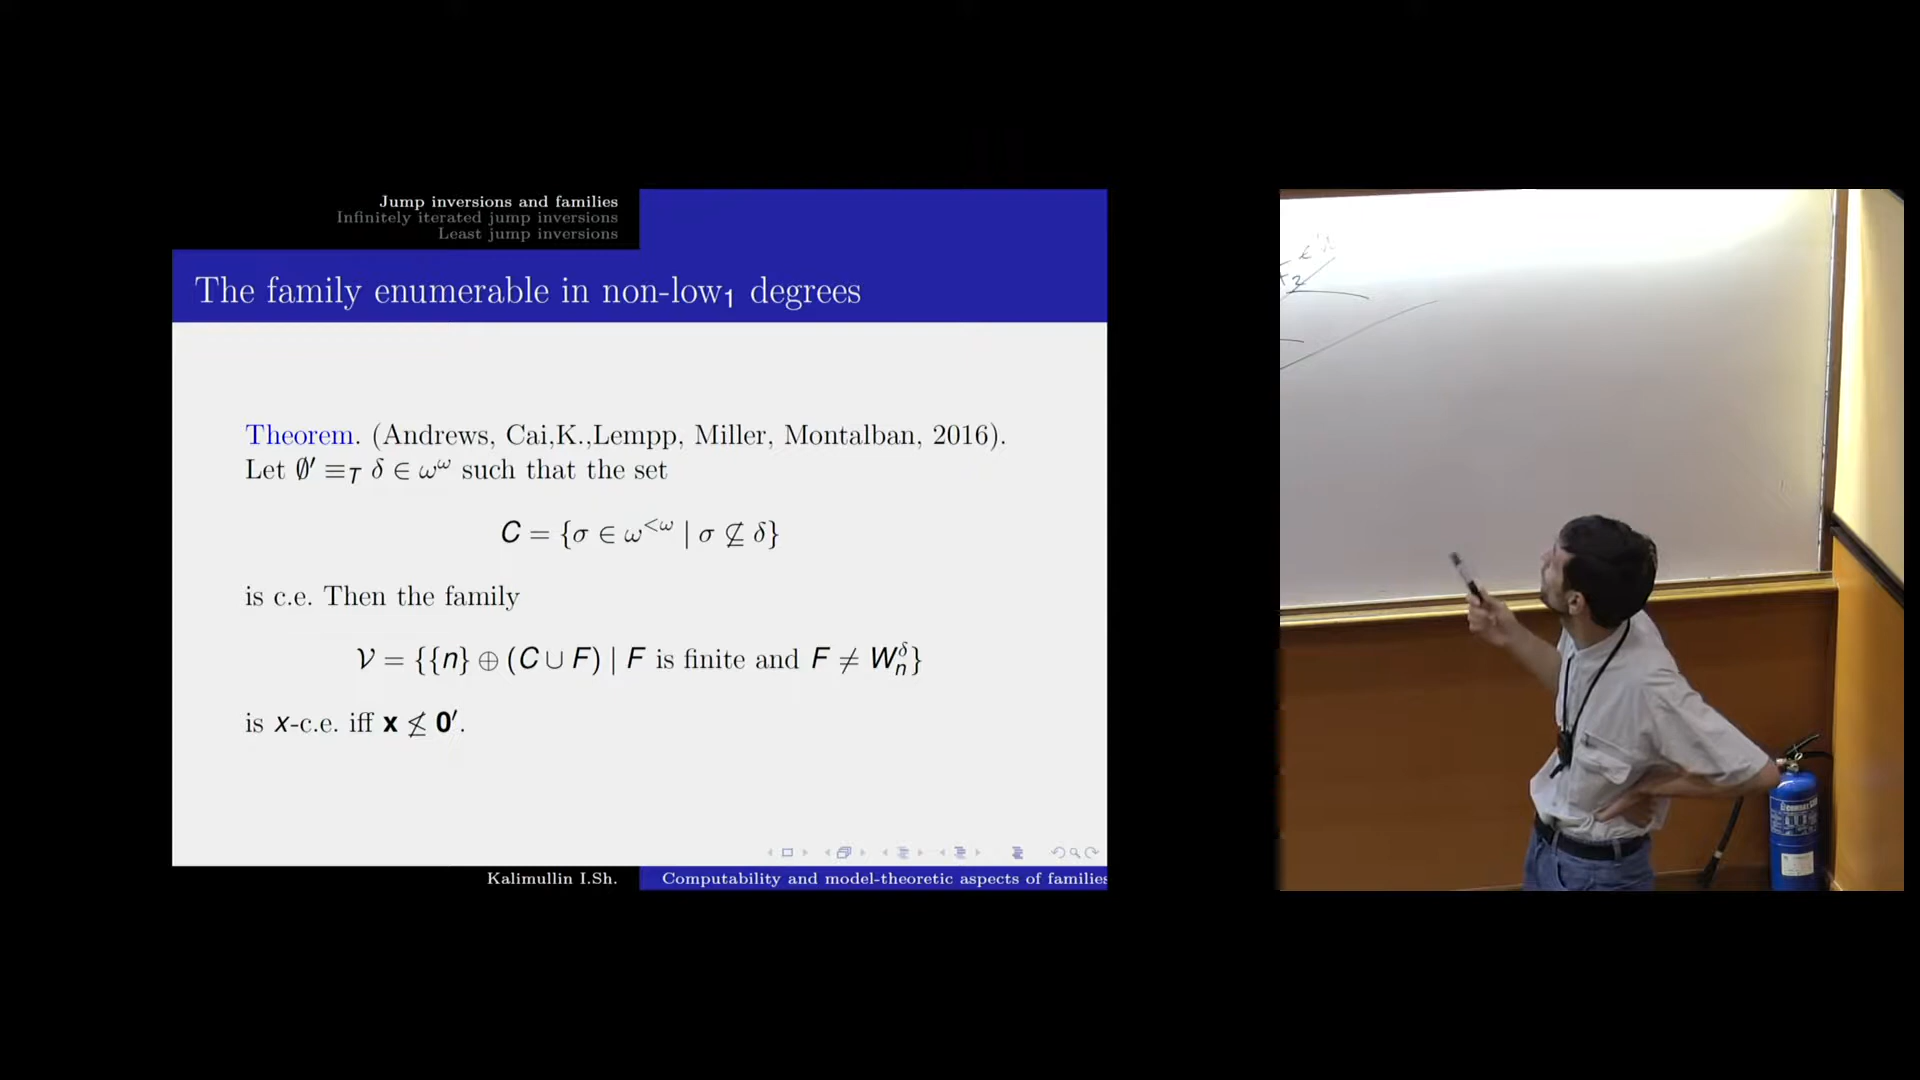 Jump inversions and families
Infinitely iterated jump inversions
Least jump inversions
The family enumerable in non-low₁ degrees
Theorem. (Andrews, Cai,K.,Lempp, Miller, Montalban, 2016).
Let ∅′ ≡_T δ ∈ ω^ω such that the set
C = {σ ∈ ω^{<ω} | σ ⊈ δ}
is c.e. Then the family
𝒱 = {{n} ⊕ (C ∪ F) | F is finite and F ≠ W_n^δ}
is x-c.e. iff x ≰ 0′.
Kalimullin I.Sh.
Computability and model-theoretic aspects of families